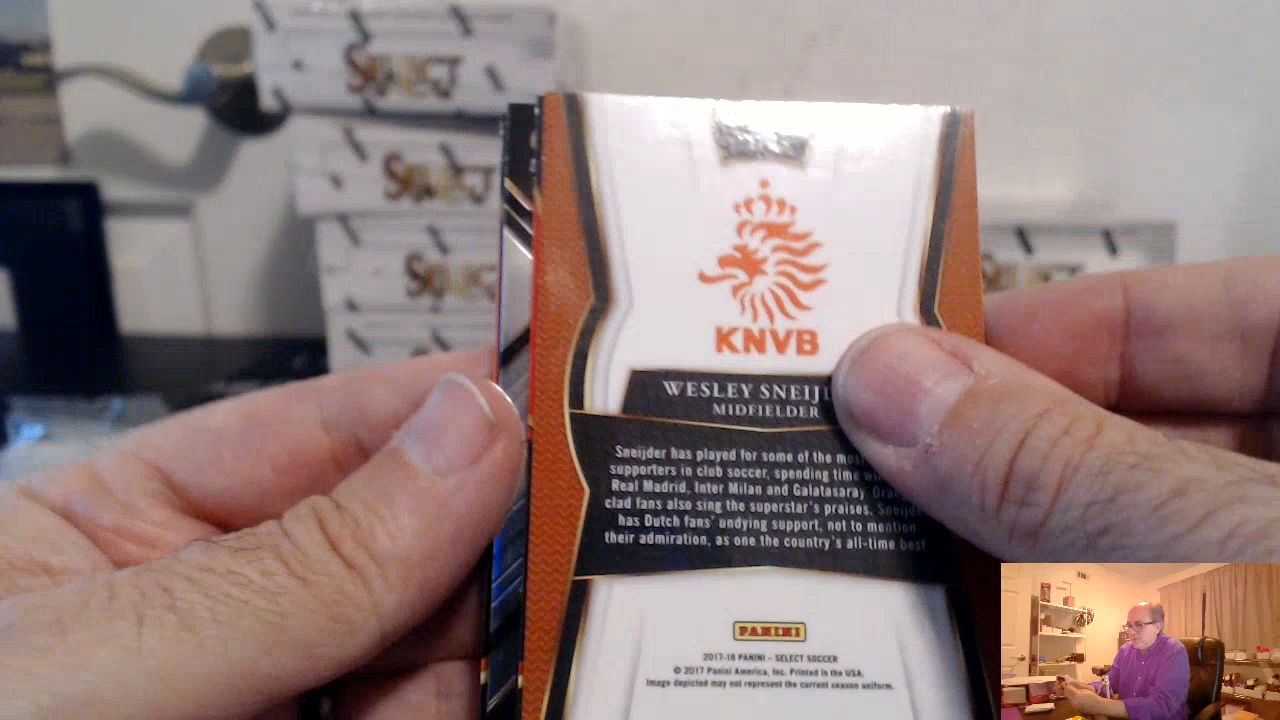 SELECT
SELECT
SELECT
SELECT
KNVB
WESLEY
MIDFIELDER
Sneijder has played for some of the
supporters in club soccer, spending time
Real Madrid, Inter Milan and Galatasaray.
clad fans also sing the superstar's praises.
has Dutch fans' undying support, not to mention
their admiration, as one the country's all-time best
PANINI
2017-18 PANINI - SELECT SOCCER
© 2017 Panini America, Inc. Printed in the USA.
Image depicted may not represent the current season uniform.